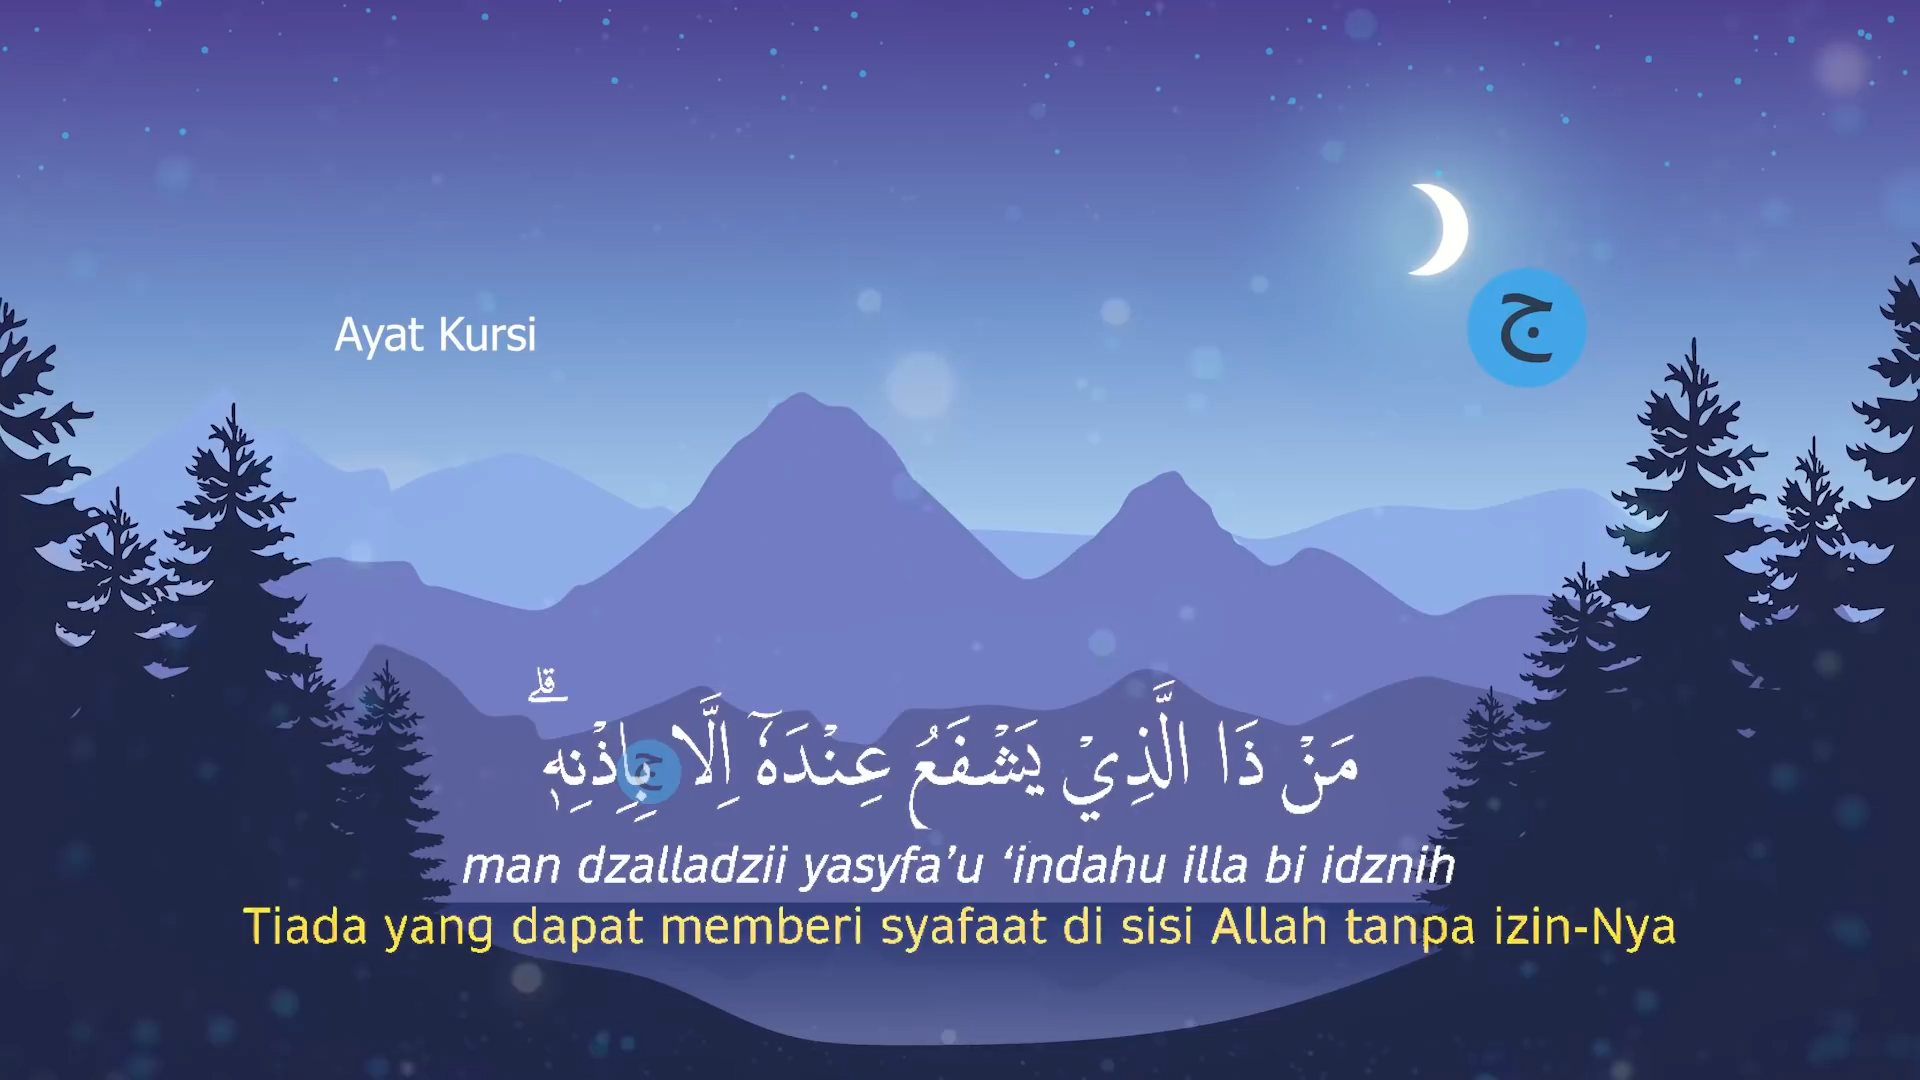 Ayat Kursi
ج
مَنْ ذَا الَّذِيْ يَشْفَعُ عِنْدَهٗٓ اِلَّا بِاِذْنِهٖۗ
man dzalladzii yasyfa’u ‘indahu illa bi idznih
Tiada yang dapat memberi syafaat di sisi Allah tanpa izin-Nya